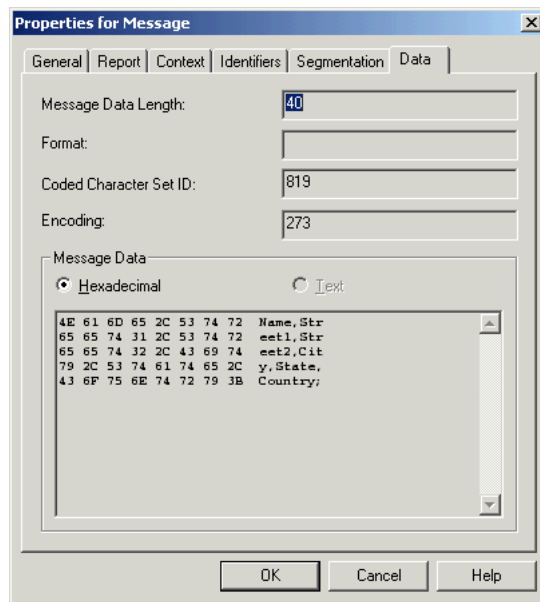 Properties for Message
General Report Context Identifiers Segmentation Data
Message Data Length: 40
Format:
Coded Character Set ID: 819
Encoding: 273
Message Data
Hexadecimal Text
4E 61 6D 65 2C 53 74 72 Name,Str
65 65 74 31 2C 53 74 72 eet1,Str
65 65 74 32 2C 43 69 74 eet2,Cit
79 2C 53 74 61 74 65 2C y,State,
43 6F 75 6E 74 72 79 3B Country;
OK Cancel Help